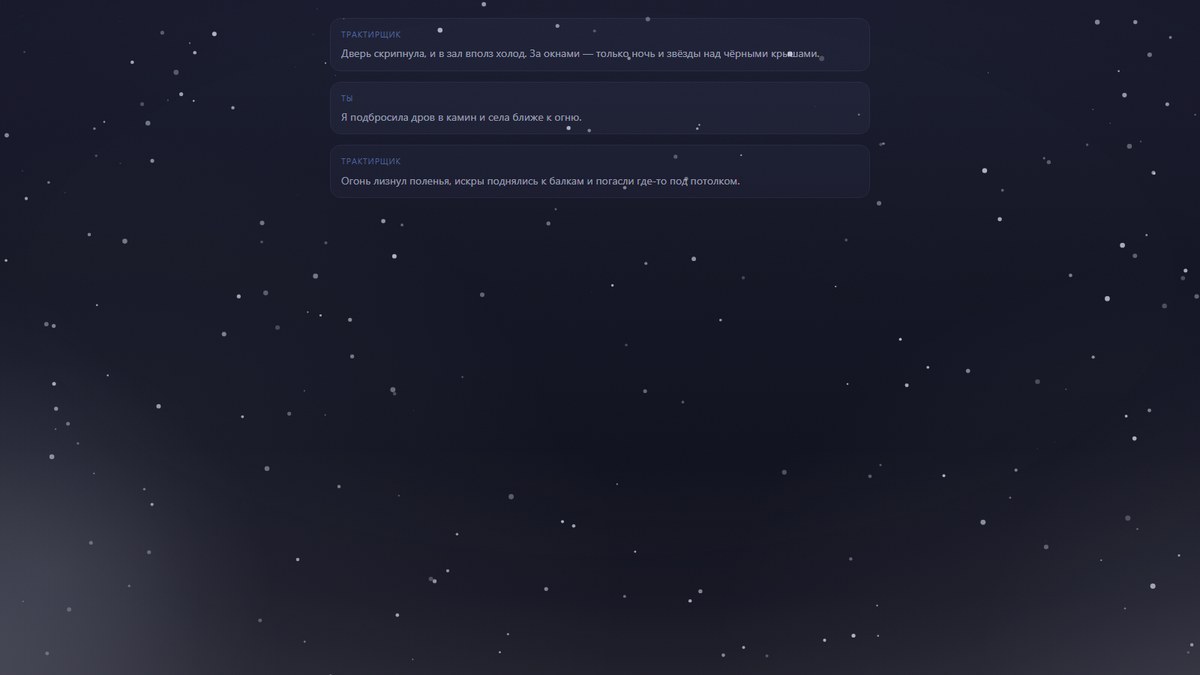 ТРАКТИРЩИК
Дверь скрипнула, и в зал вполз холод. За окнами — только ночь и звёзды над чёрными крышами.
ТЫ
Я подбросила дров в камин и села ближе к огню.
ТРАКТИРЩИК
Огонь лизнул поленья, искры поднялись к балкам и погасли где-то под потолком.